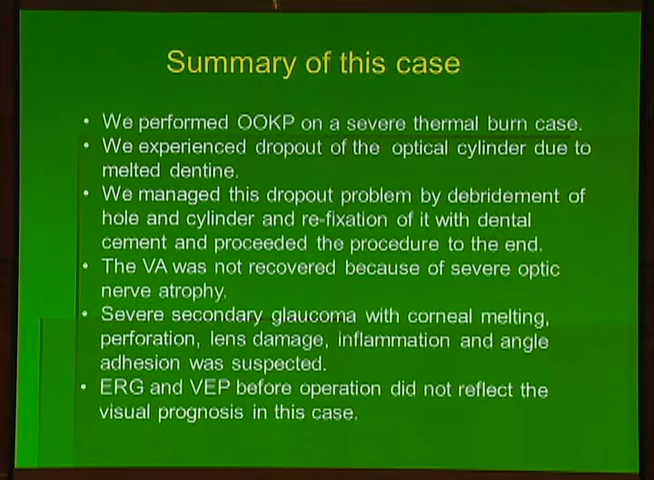 Summary of this case
• We performed OOKP on a severe thermal burn case.
• We experienced dropout of the optical cylinder due to
melted dentine.
• We managed this dropout problem by debridement of
hole and cylinder and re-fixation of it with dental
cement and proceeded the procedure to the end.
• The VA was not recovered because of severe optic
nerve atrophy.
• Severe secondary glaucoma with corneal melting,
perforation, lens damage, inflammation and angle
adhesion was suspected.
• ERG and VEP before operation did not reflect the
visual prognosis in this case.